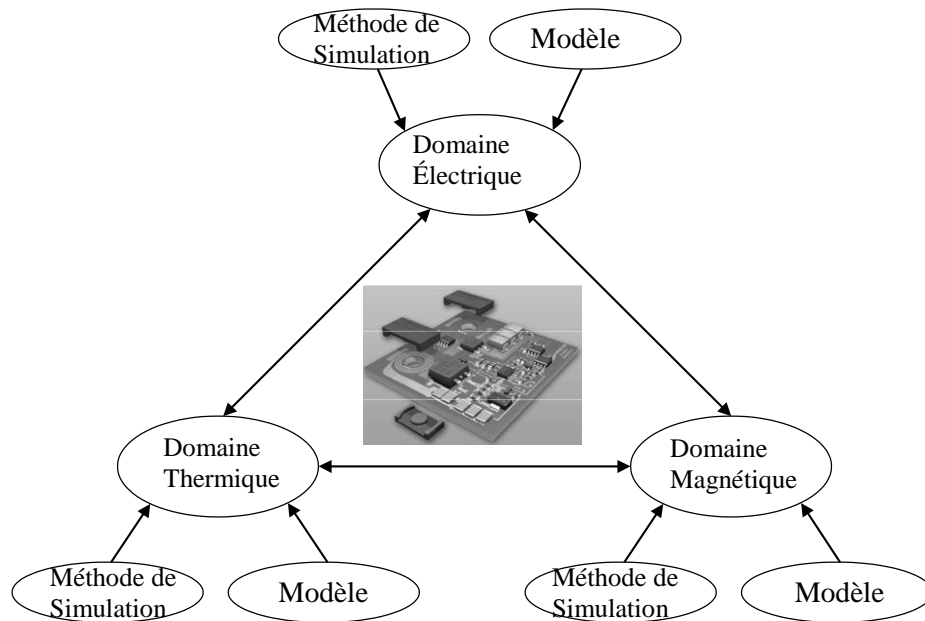 Méthode de
Simulation
Modèle
Domaine
Électrique
Domaine
Thermique
Domaine
Magnétique
Méthode de
Simulation
Modèle
Méthode de
Simulation
Modèle